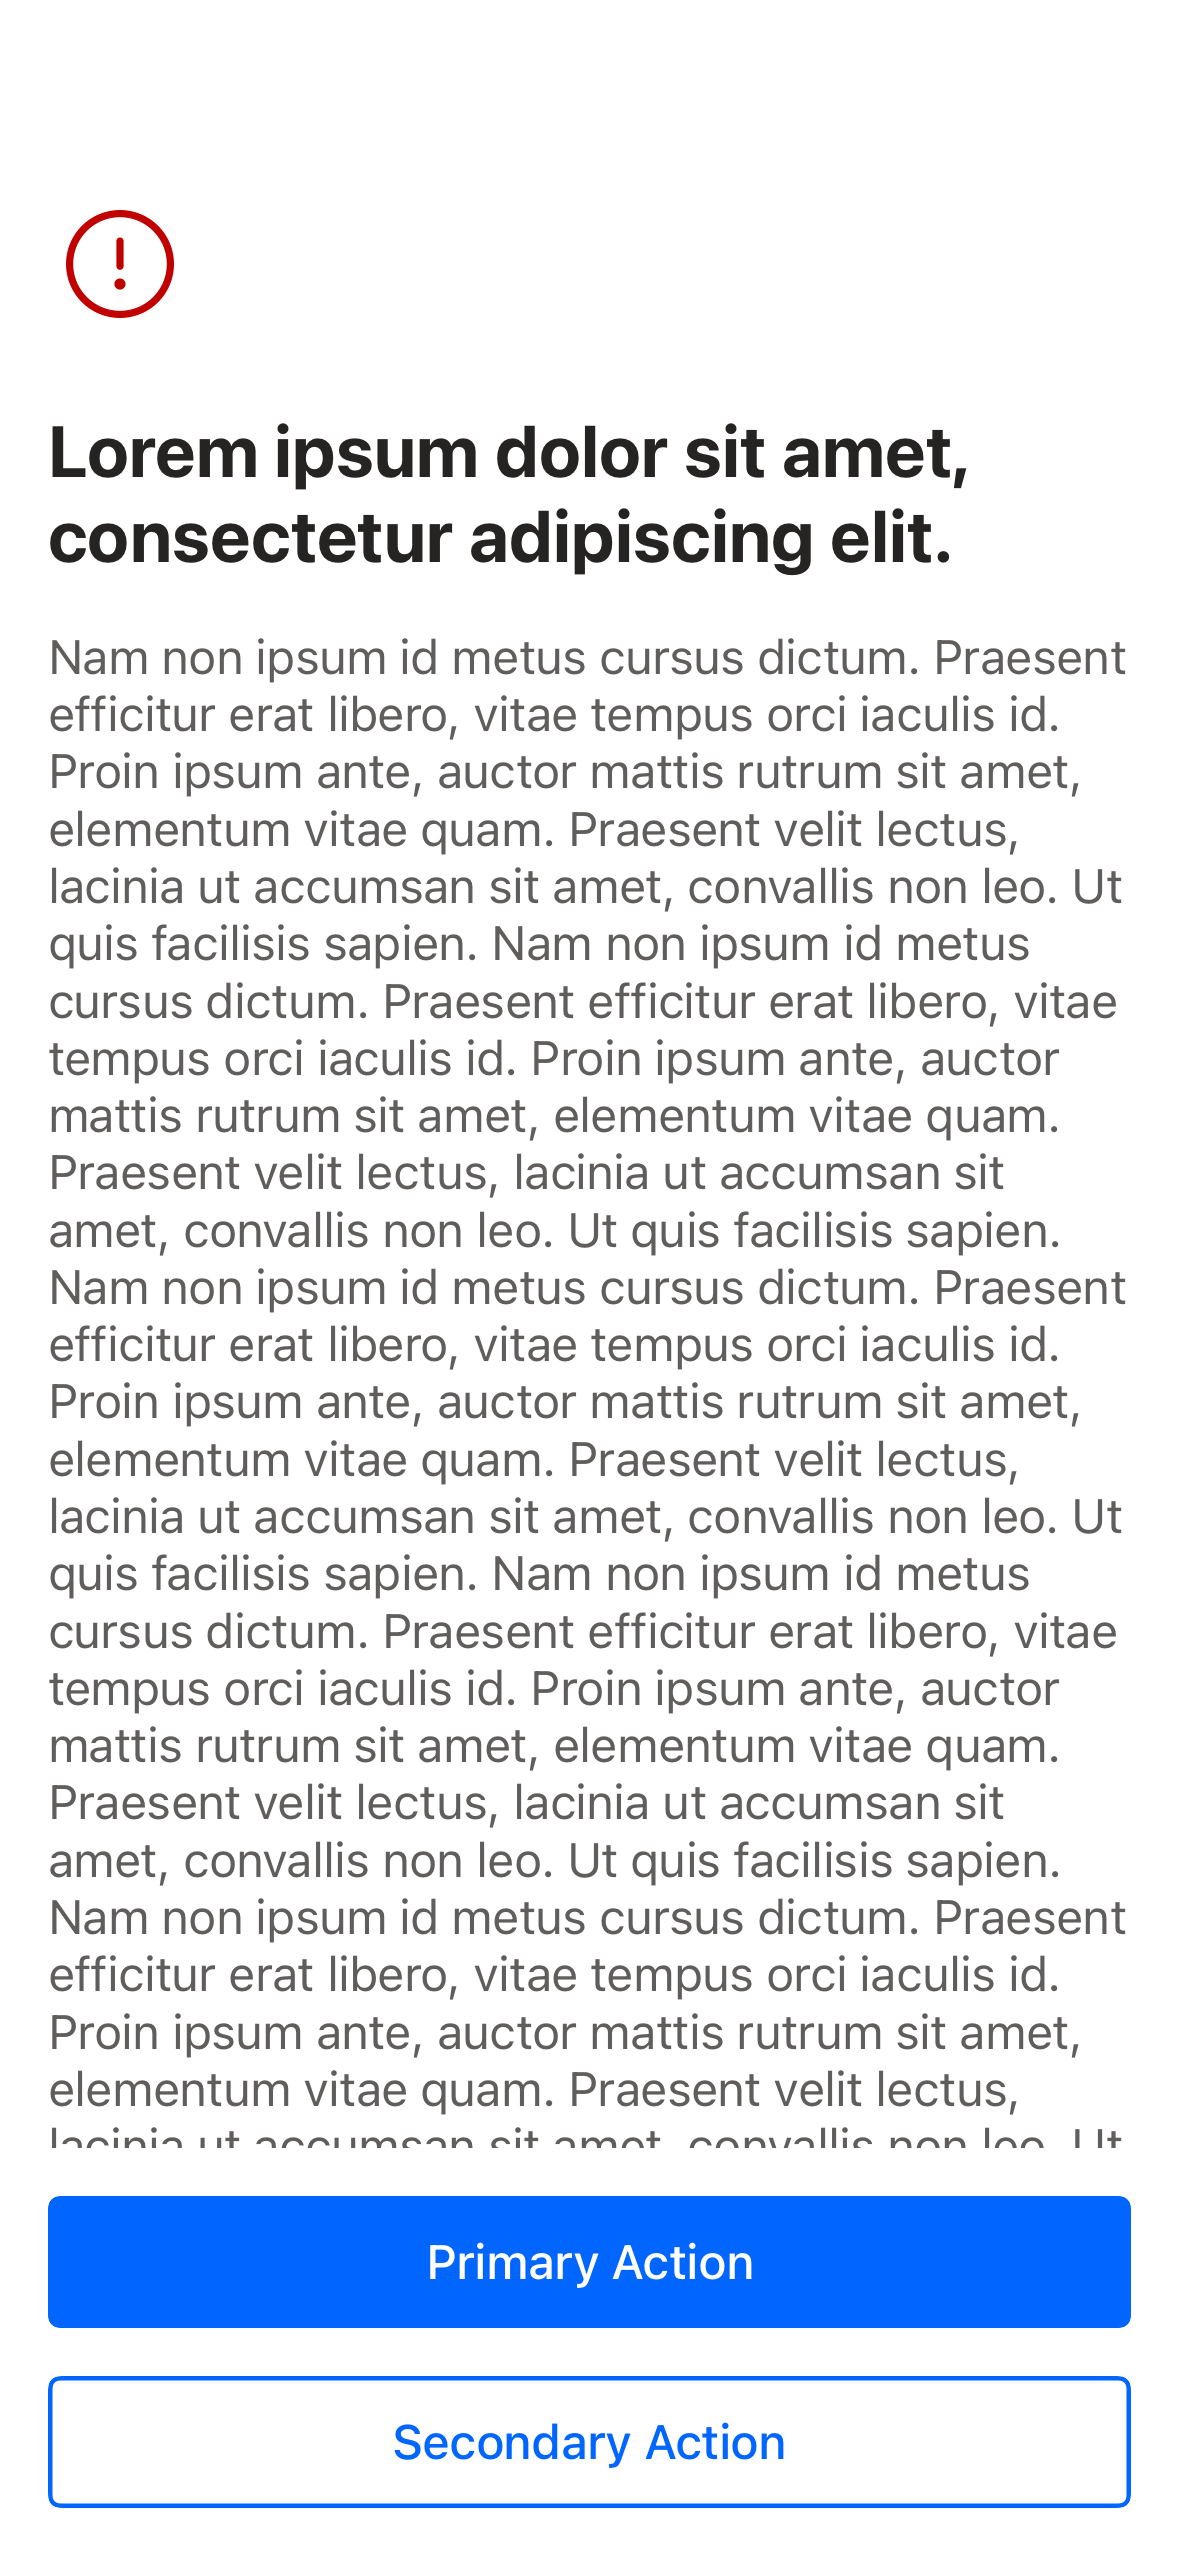 Lorem ipsum dolor sit amet,
consectetur adipiscing elit.
Nam non ipsum id metus cursus dictum. Praesent
efficitur erat libero, vitae tempus orci iaculis id.
Proin ipsum ante, auctor mattis rutrum sit amet,
elementum vitae quam. Praesent velit lectus,
lacinia ut accumsan sit amet, convallis non leo. Ut
quis facilisis sapien. Nam non ipsum id metus
cursus dictum. Praesent efficitur erat libero, vitae
tempus orci iaculis id. Proin ipsum ante, auctor
mattis rutrum sit amet, elementum vitae quam.
Praesent velit lectus, lacinia ut accumsan sit
amet, convallis non leo. Ut quis facilisis sapien.
Nam non ipsum id metus cursus dictum. Praesent
efficitur erat libero, vitae tempus orci iaculis id.
Proin ipsum ante, auctor mattis rutrum sit amet,
elementum vitae quam. Praesent velit lectus,
lacinia ut accumsan sit amet, convallis non leo. Ut
quis facilisis sapien. Nam non ipsum id metus
cursus dictum. Praesent efficitur erat libero, vitae
tempus orci iaculis id. Proin ipsum ante, auctor
mattis rutrum sit amet, elementum vitae quam.
Praesent velit lectus, lacinia ut accumsan sit
amet, convallis non leo. Ut quis facilisis sapien.
Nam non ipsum id metus cursus dictum. Praesent
efficitur erat libero, vitae tempus orci iaculis id.
Proin ipsum ante, auctor mattis rutrum sit amet,
elementum vitae quam. Praesent velit lectus,
lacinia ut accumsan sit amet, convallis non leo. Ut
Primary Action
Secondary Action